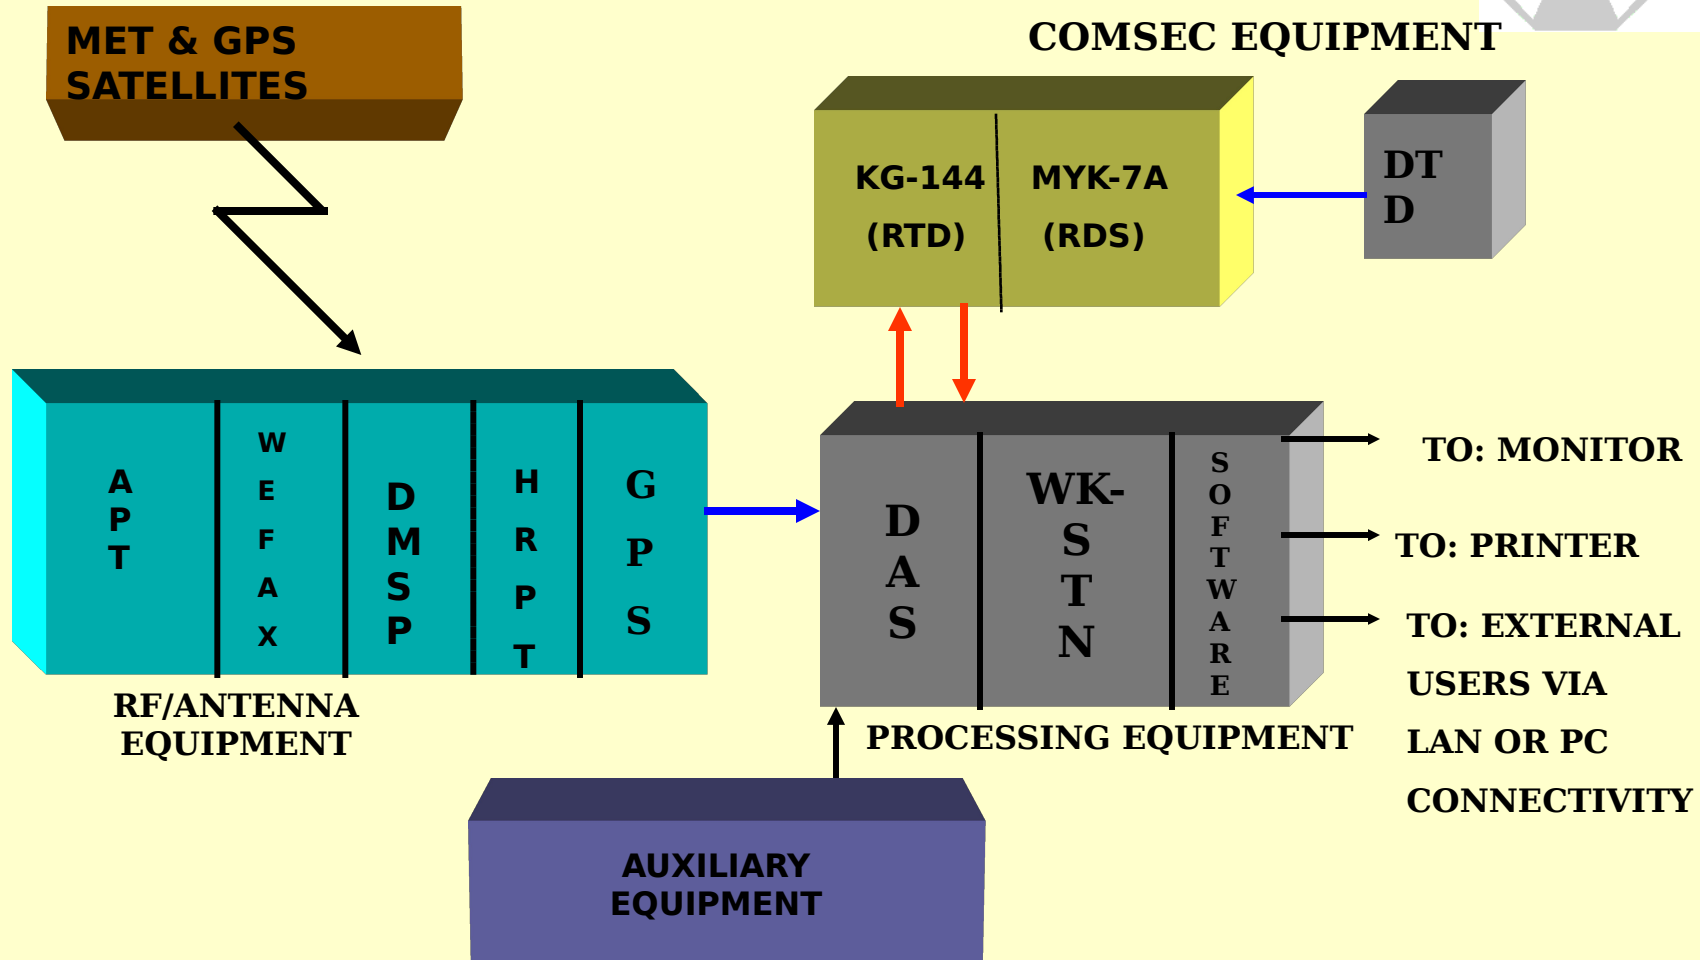 MET & GPS
SATELLITES
COMSEC EQUIPMENT
KG-144
(RTD)
MYK-7A
(RDS)
DT
D
A
P
T
W
E
F
A
X
D
M
S
P
H
R
P
T
G
P
S
RF/ANTENNA
EQUIPMENT
D
A
S
WK-
S
T
N
S
O
F
T
W
A
R
E
PROCESSING EQUIPMENT
TO: MONITOR
TO: PRINTER
TO: EXTERNAL
USERS VIA
LAN OR PC
CONNECTIVITY
AUXILIARY
EQUIPMENT